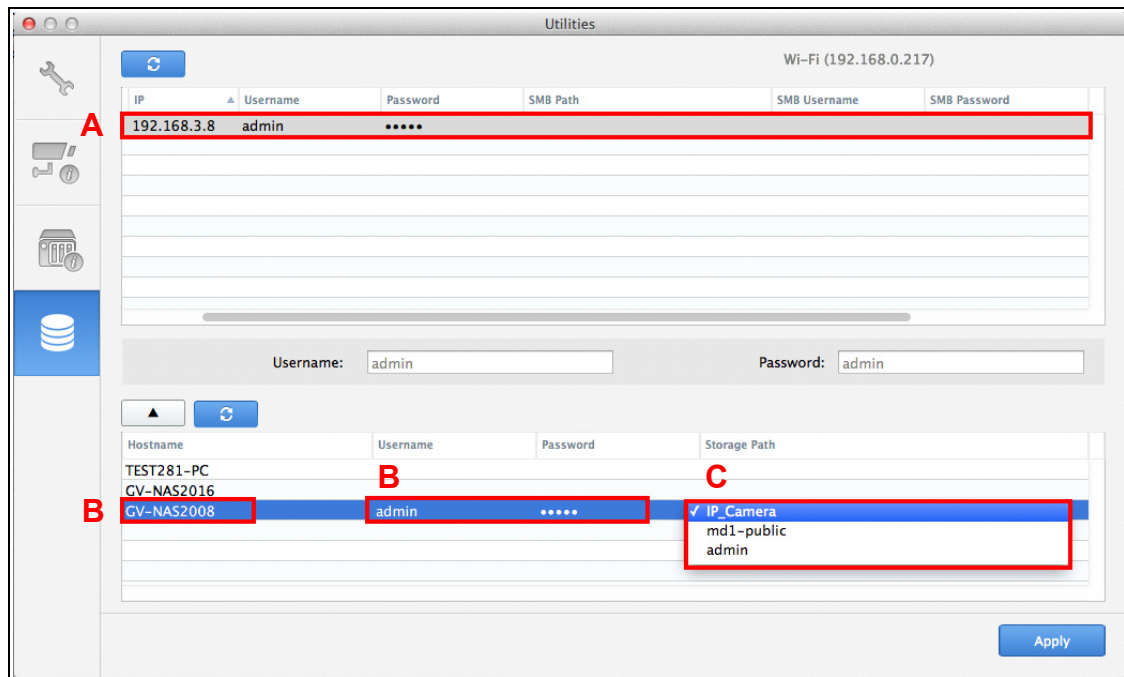 Utilities
Wi-Fi (192.168.0.217)
IP Username Password SMB Path SMB Username SMB Password
A 192.168.3.8 admin •••••
Username: admin Password: admin
Hostname Username Password Storage Path
TEST281-PC B C
GV-NAS2016
B GV-NAS2008 admin ••••• ✓ IP_Camera
md1-public
admin
Apply